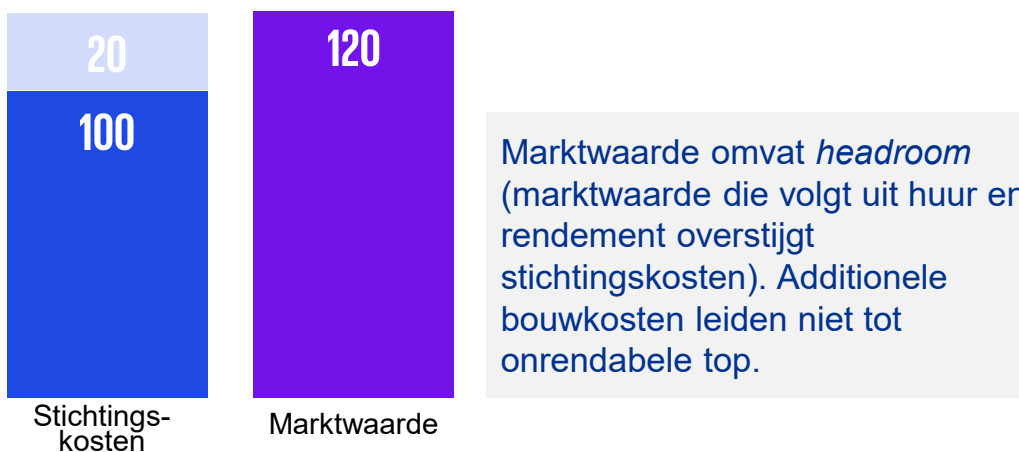 20
100
120
Marktwaarde omvat headroom
(marktwaarde die volgt uit huur en
rendement overstijgt
stichtingskosten). Additionele
bouwkosten leiden niet tot
onrendabele top.
Stichtings-
kosten
Marktwaarde